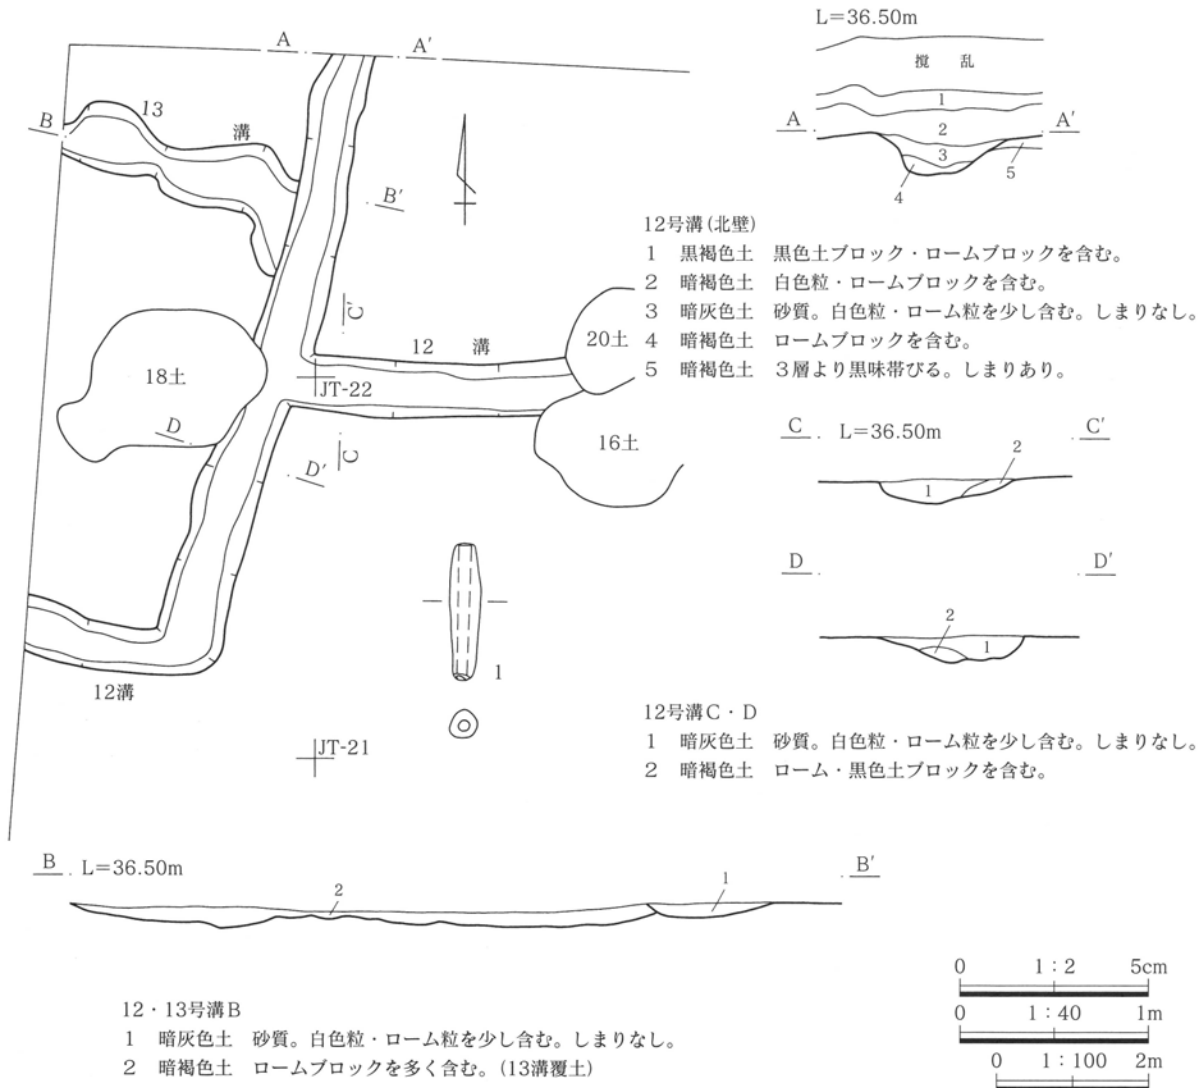 A
A'
13
溝
B
B'
C'
12 溝
20土
18土
JT-22
D
C
D'
16土
12溝
1
JT-21
L=36.50m
撹 乱
1
2
3
4
5
A
A'
12号溝(北壁)
1 黒褐色土 黒色土ブロック・ロームブロックを含む。
2 暗褐色土 白色粒・ロームブロックを含む。
3 暗灰色土 砂質。白色粒・ローム粒を少し含む。しまりなし。
4 暗褐色土 ロームブロックを含む。
5 暗褐色土 3層より黒味帯びる。しまりあり。
C L=36.50m C'
2
1
D D'
2
1
12号溝C・D
1 暗灰色土 砂質。白色粒・ローム粒を少し含む。しまりなし。
2 暗褐色土 ローム・黒色土ブロックを含む。
B L=36.50m B'
2
1
12・13号溝B
1 暗灰色土 砂質。白色粒・ローム粒を少し含む。しまりなし。
2 暗褐色土 ロームブロックを多く含む。(13溝覆土)
0 1:2 5cm
0 1:40 1m
0 1:100 2m